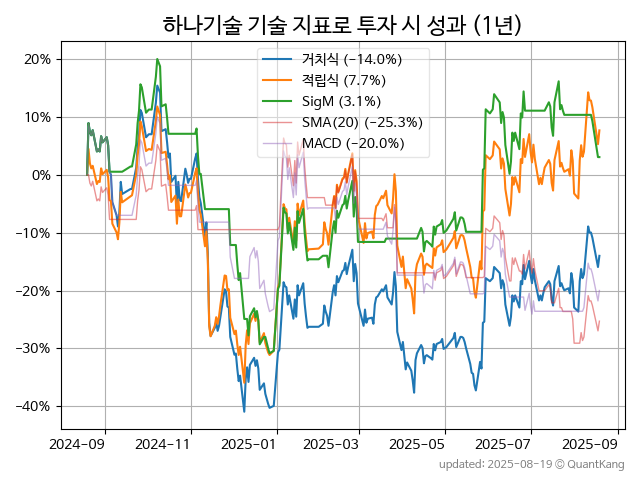 하나기술 기술 지표로 투자 시 성과 (1년)
거치식 (−14.0%)
적립식 (7.7%)
SigM (3.1%)
SMA(20) (−25.3%)
MACD (−20.0%)
20%
10%
0%
−10%
−20%
−30%
−40%
2024-09 2024-11 2025-01 2025-03 2025-05 2025-07 2025-09
updated: 2025-08-19 © QuantKang